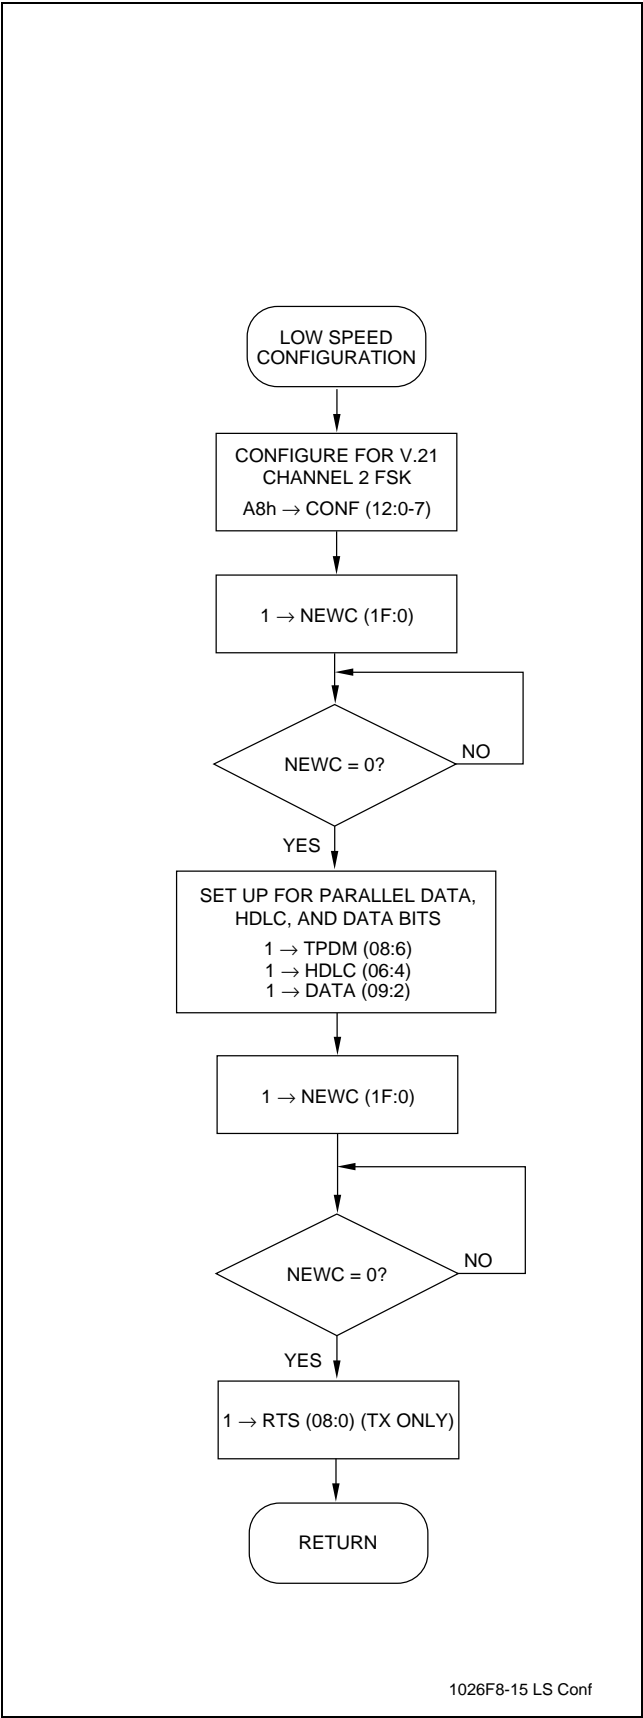 LOW SPEED
CONFIGURATION
CONFIGURE FOR V.21
CHANNEL 2 FSK
A8h → CONF (12:0-7)
1 → NEWC (1F:0)
NEWC = 0?
NO
YES
SET UP FOR PARALLEL DATA,
HDLC, AND DATA BITS
1 → TPDM (08:6)
1 → HDLC (06:4)
1 → DATA (09:2)
1 → NEWC (1F:0)
NEWC = 0?
NO
YES
1 → RTS (08:0) (TX ONLY)
RETURN
1026F8-15 LS Conf